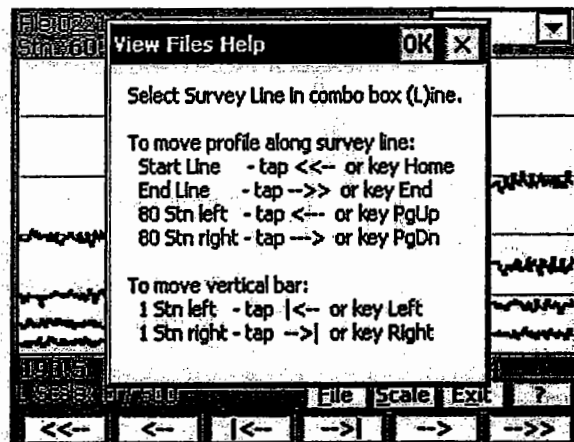 View Files Help OK ×
Select Survey Line in combo box (L)ine.
To move profile along survey line:
Start Line - tap <<-- or key Home
End Line - tap -->> or key End
80 Stn left - tap <--- or key PgUp
80 Stn right - tap ---> or key PgDn
To move vertical bar:
1 Stn left - tap |<-- or key Left
1 Stn right - tap -->| or key Right
File Scale Exit ?
<<-- <-- |<-- -->| --> -->>